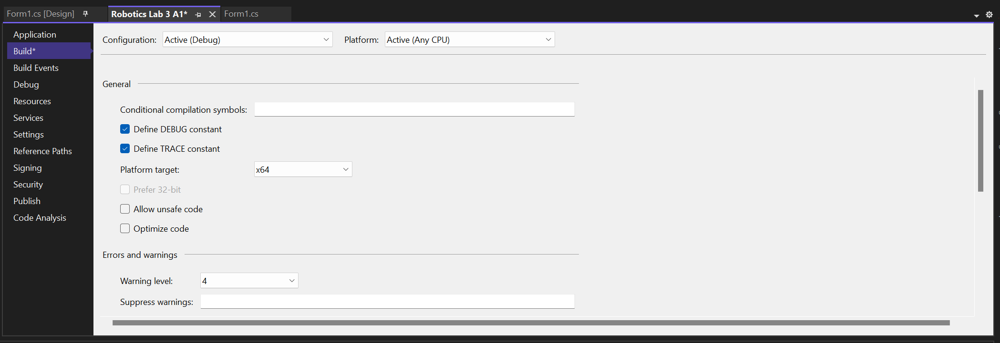 Form1.cs [Design]
Robotics Lab 3 A1*
Form1.cs
Application
Build*
Build Events
Debug
Resources
Services
Settings
Reference Paths
Signing
Security
Publish
Code Analysis
Configuration: Active (Debug) Platform: Active (Any CPU)
General
Conditional compilation symbols:
Define DEBUG constant
Define TRACE constant
Platform target: x64
Prefer 32-bit
Allow unsafe code
Optimize code
Errors and warnings
Warning level: 4
Suppress warnings: